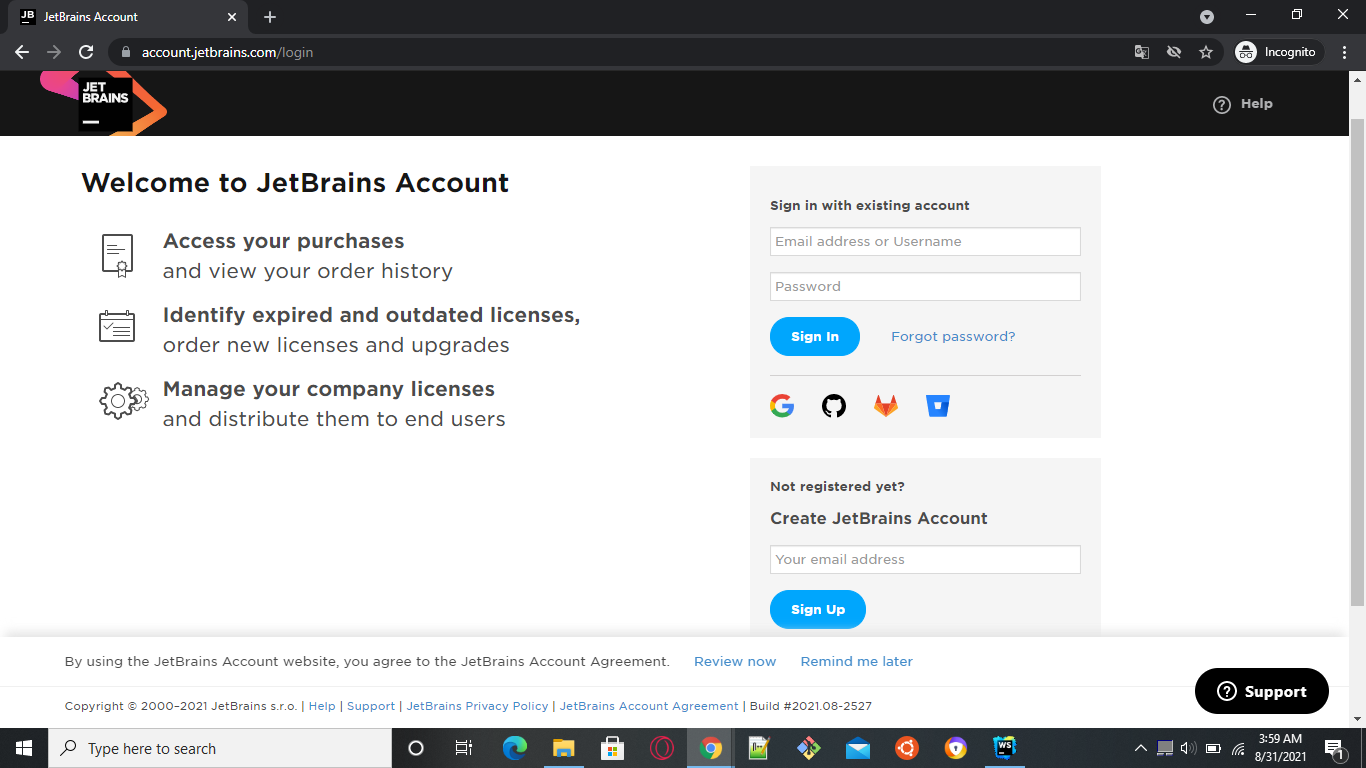 JB
JetBrains Account
account.jetbrains.com/login
Incognito
JET
BRAINS
Help
Welcome to JetBrains Account
Access your purchases
and view your order history
Identify expired and outdated licenses,
order new licenses and upgrades
Manage your company licenses
and distribute them to end users
Sign in with existing account
Email address or Username
Password
Sign In
Forgot password?
Not registered yet?
Create JetBrains Account
Your email address
Sign Up
By using the JetBrains Account website, you agree to the JetBrains Account Agreement. Review now Remind me later
Copyright © 2000–2021 JetBrains s.r.o. | Help | Support | JetBrains Privacy Policy | JetBrains Account Agreement | Build #2021.08-2527
Support
Type here to search
WS
3:59 AM
8/31/2021
1